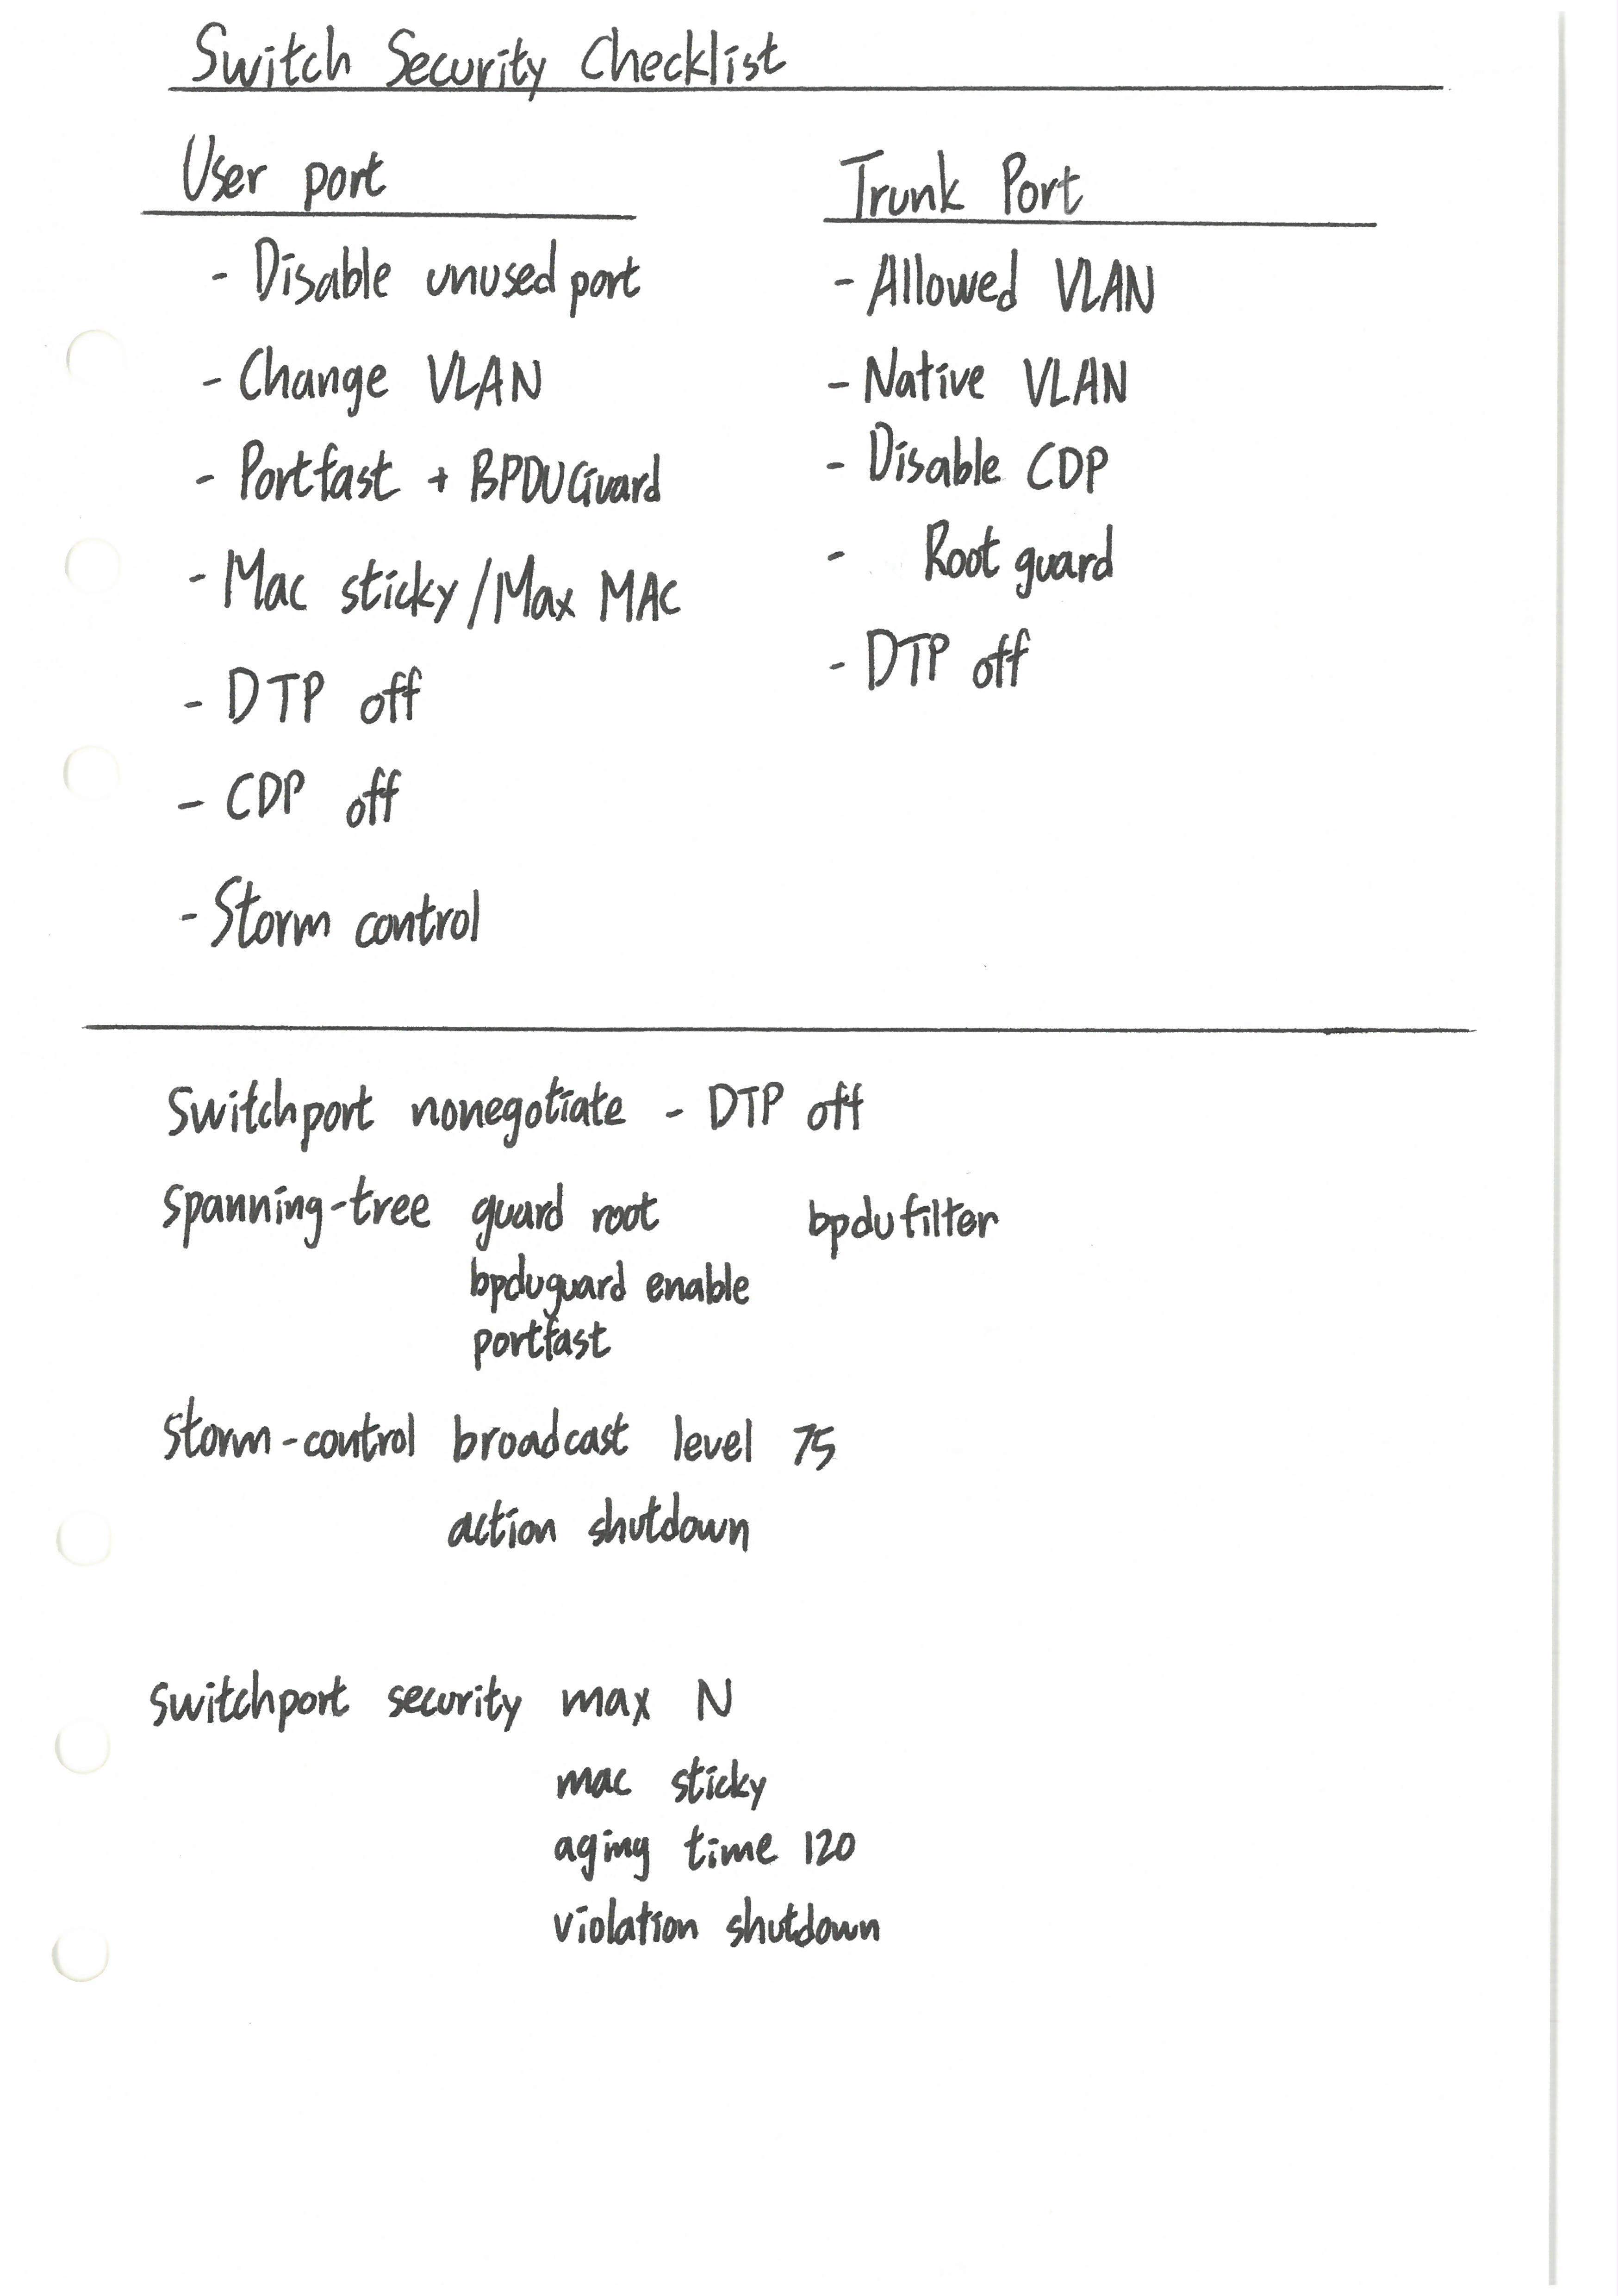 Switch Security Checklist
User port
- Disable unused port
- Change VLAN
- Portfast + BPDUGuard
- Mac sticky/Max MAC
- DTP off
- CDP off
- Storm control
Trunk Port
- Allowed VLAN
- Native VLAN
- Disable CDP
- Root guard
- DTP off
Switchport nonegotiate - DTP off
spanning-tree guard root bpdufilter
bpduguard enable
portfast
storm-control broadcast level 75
action shutdown
switchport security max N
mac sticky
aging time 120
violation shutdown